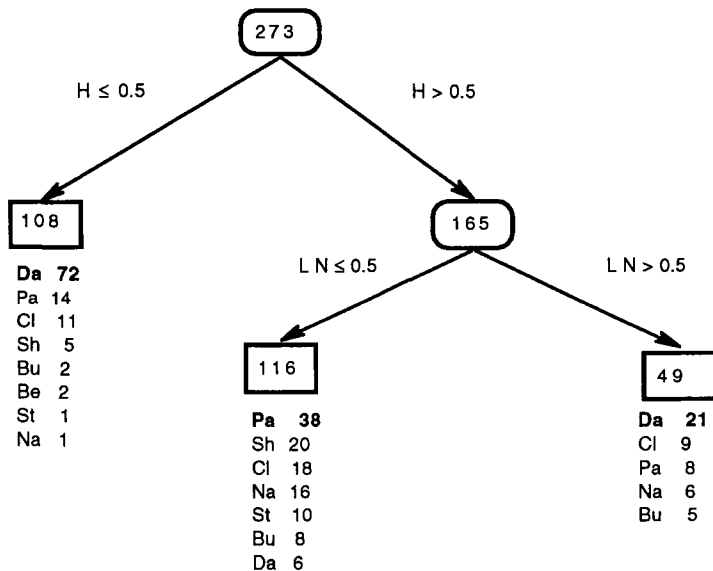 273
H ≤ 0.5
H > 0.5
108
165
Da 72
Pa 14
Cl 11
Sh 5
Bu 2
Be 2
St 1
Na 1
L N ≤ 0.5
L N > 0.5
116
49
Pa 38
Sh 20
Cl 18
Na 16
St 10
Bu 8
Da 6
Da 21
Cl 9
Pa 8
Na 6
Bu 5